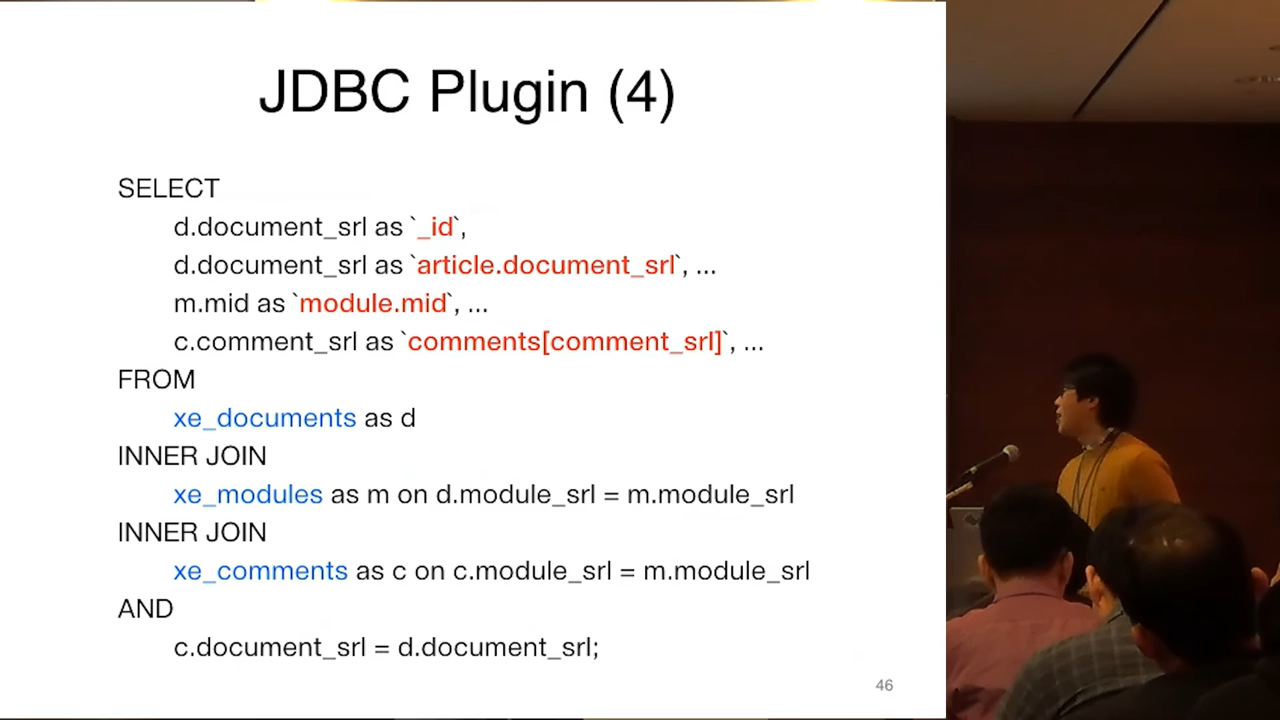 JDBC Plugin (4)
SELECT
d.document_srl as `_id`,
d.document_srl as `article.document_srl`, ...
m.mid as `module.mid`, ...
c.comment_srl as `comments[comment_srl]`, ...
FROM
xe_documents as d
INNER JOIN
xe_modules as m on d.module_srl = m.module_srl
INNER JOIN
xe_comments as c on c.module_srl = m.module_srl
AND
c.document_srl = d.document_srl;
46